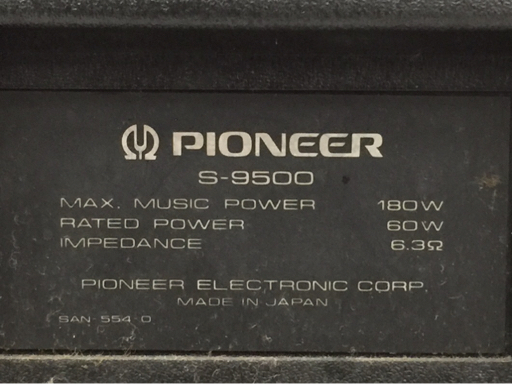 PIONEER
S-9500
MAX. MUSIC POWER 180W
RATED POWER 60W
IMPEDANCE 6.3Ω
PIONEER ELECTRONIC CORP.
MADE IN JAPAN
SAN-554-0